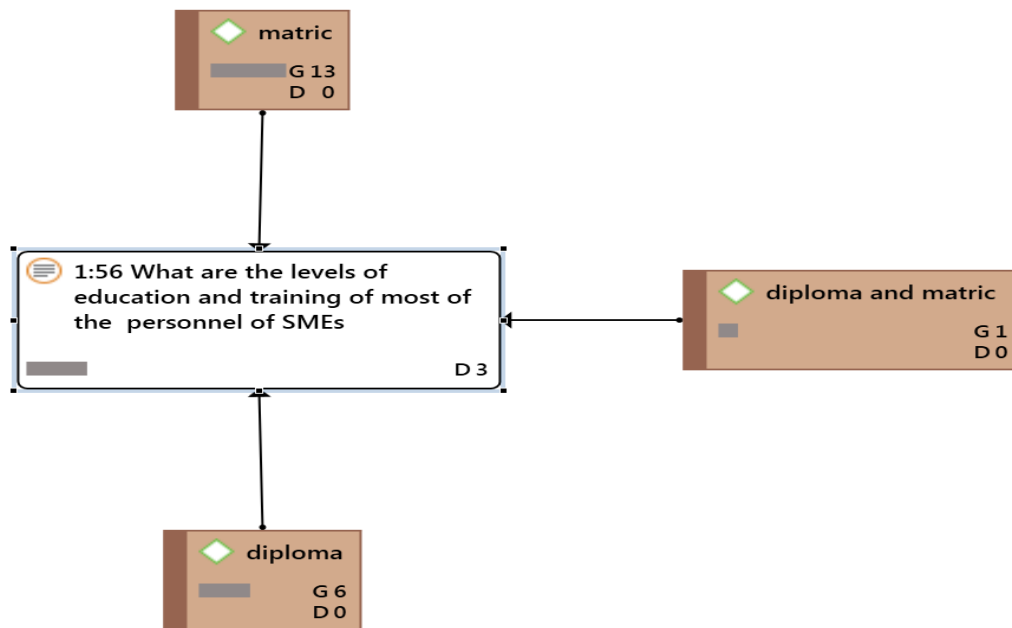 matric
G 13
D 0
1:56 What are the levels of
education and training of most of
the personnel of SMEs
D 3
diploma and matric
G 1
D 0
diploma
G 6
D 0